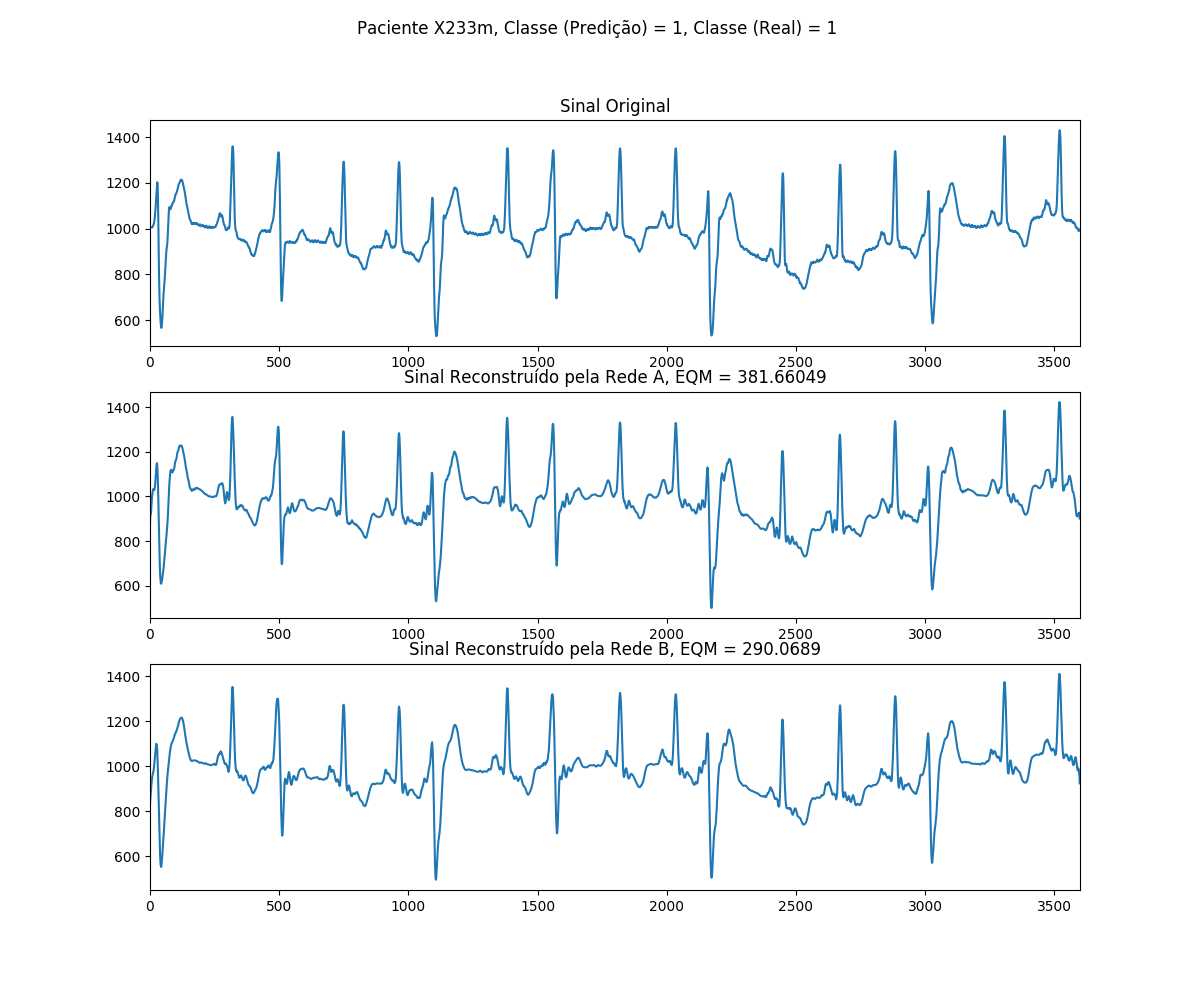 Paciente X233m, Classe (Predição) = 1, Classe (Real) = 1
Sinal Original
1400
1200
1000
800
600
0 500 1000 1500 2000 2500 3000 3500
Sinal Reconstruído pela Rede A, EQM = 381.66049
1400
1200
1000
800
600
0 500 1000 1500 2000 2500 3000 3500
Sinal Reconstruído pela Rede B, EQM = 290.0689
1400
1200
1000
800
600
0 500 1000 1500 2000 2500 3000 3500